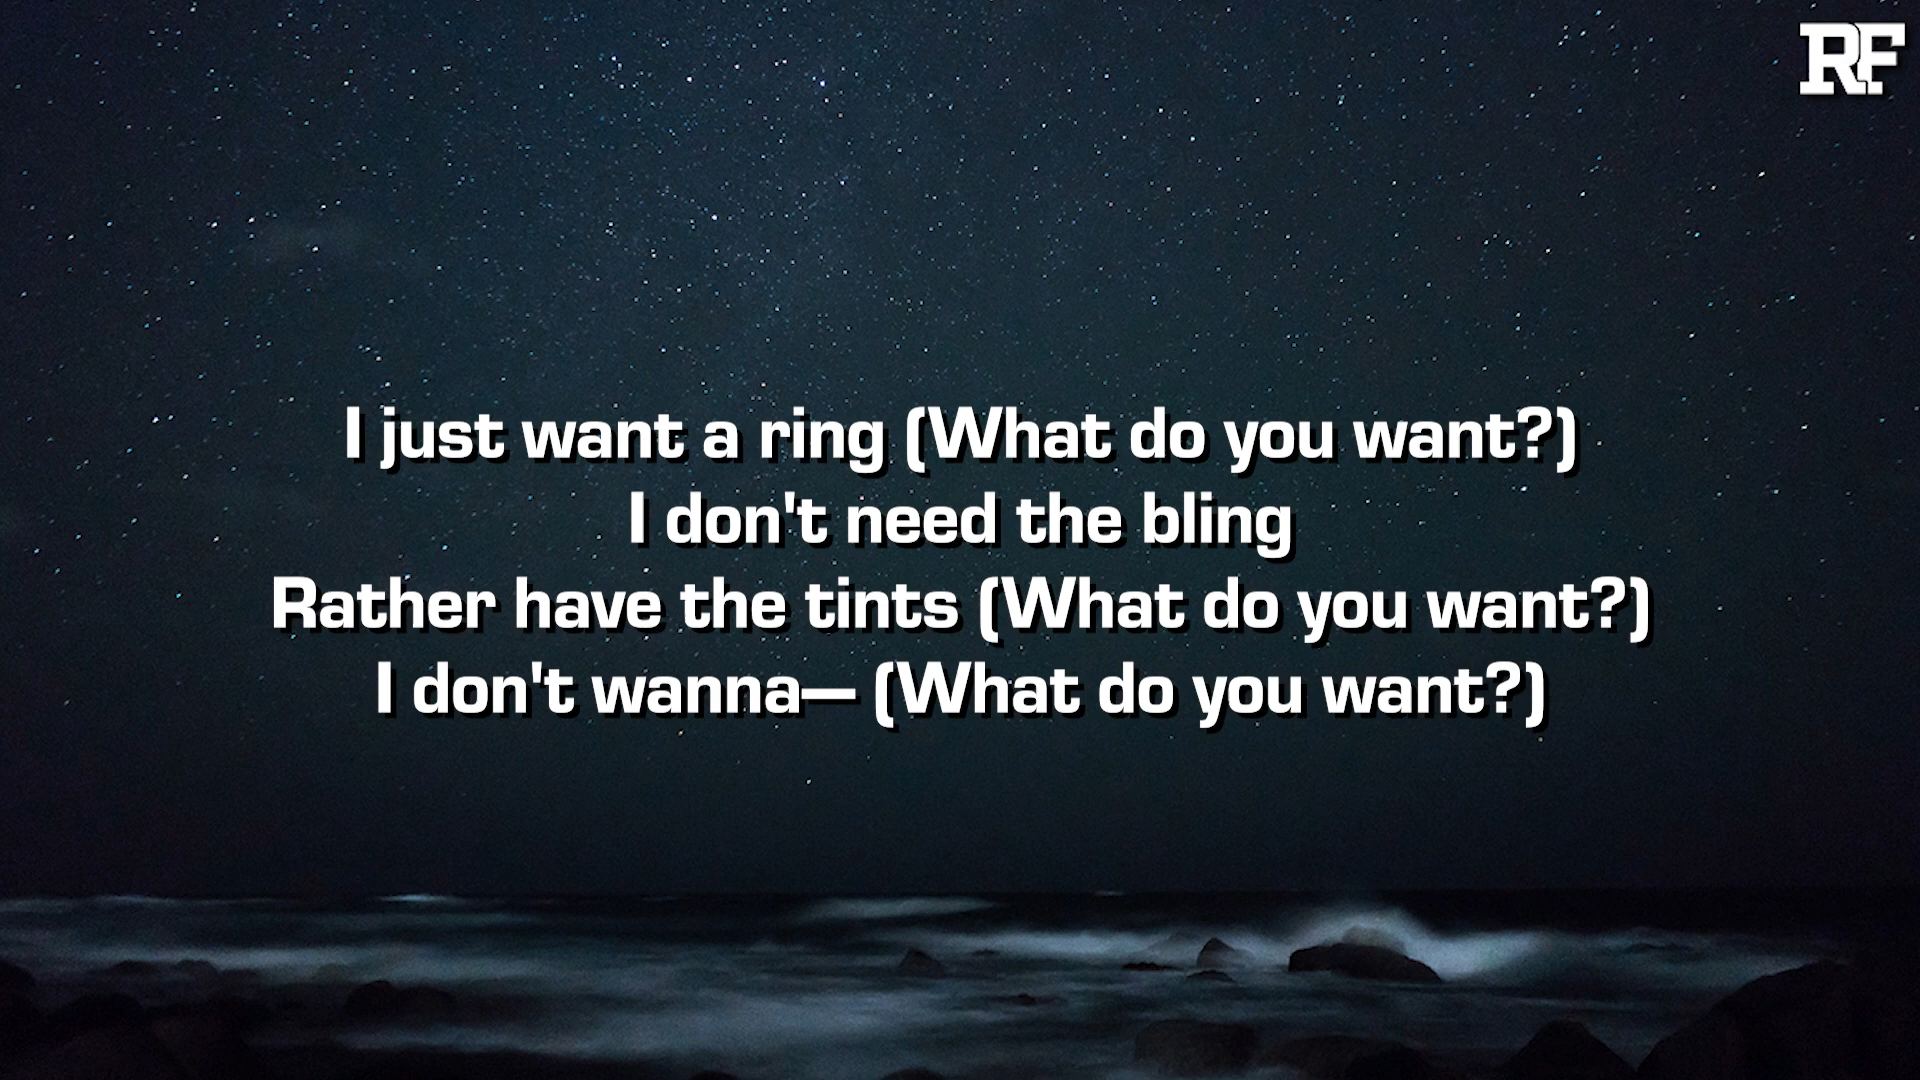 RF
I just want a ring (What do you want?)
I don't need the bling
Rather have the tints (What do you want?)
I don't wanna— (What do you want?)